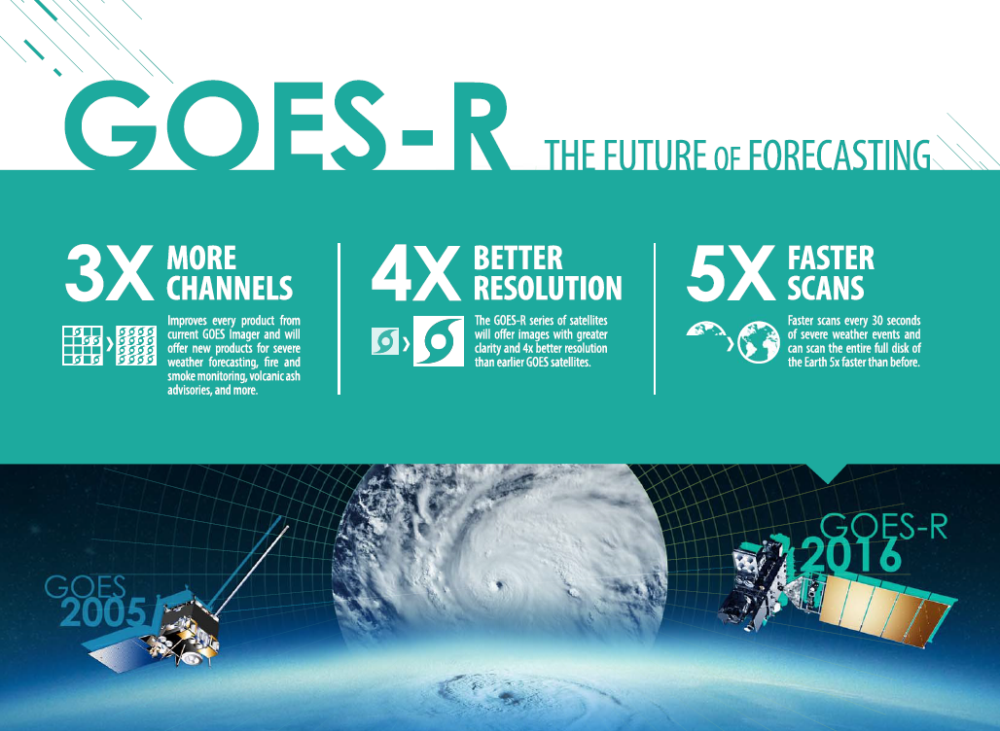 GOES-R
THE FUTURE OF FORECASTING
3X
MORE
CHANNELS
Improves every product from
current GOES Imager and will
offer new products for severe
weather forecasting, fire and
smoke monitoring, volcanic ash
advisories, and more.
4X
BETTER
RESOLUTION
The GOES-R series of satellites
will offer images with greater
clarity and 4x better resolution
than earlier GOES satellites.
5X
FASTER
SCANS
Faster scans every 30 seconds
of severe weather events and
can scan the entire full disk of
the Earth 5x faster than before.
GOES
2005
GOES-R
2016